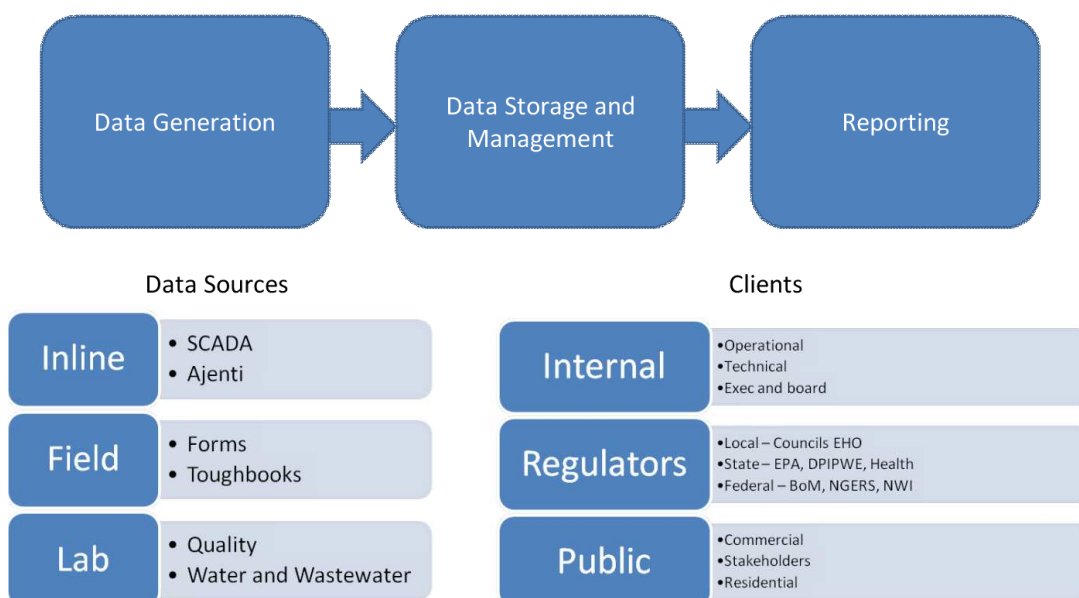 Data Generation
Data Storage and
Management
Reporting
Data Sources
Inline
• SCADA
• Ajenti
Field
• Forms
• Toughbooks
Lab
• Quality
• Water and Wastewater
Clients
Internal
•Operational
•Technical
•Exec and board
Regulators
•Local – Councils EHO
•State – EPA, DPIPWE, Health
•Federal – BoM, NGERS, NWI
Public
•Commercial
•Stakeholders
•Residential